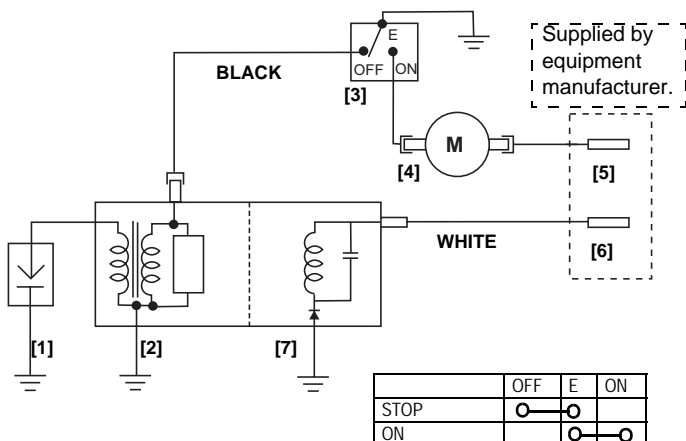 E
Supplied by
equipment
manufacturer.
OFF ON
BLACK
[3]
M
[4]
[5]
WHITE
[6]
[1]
[2]
[7]
OFF E ON
STOP
ON